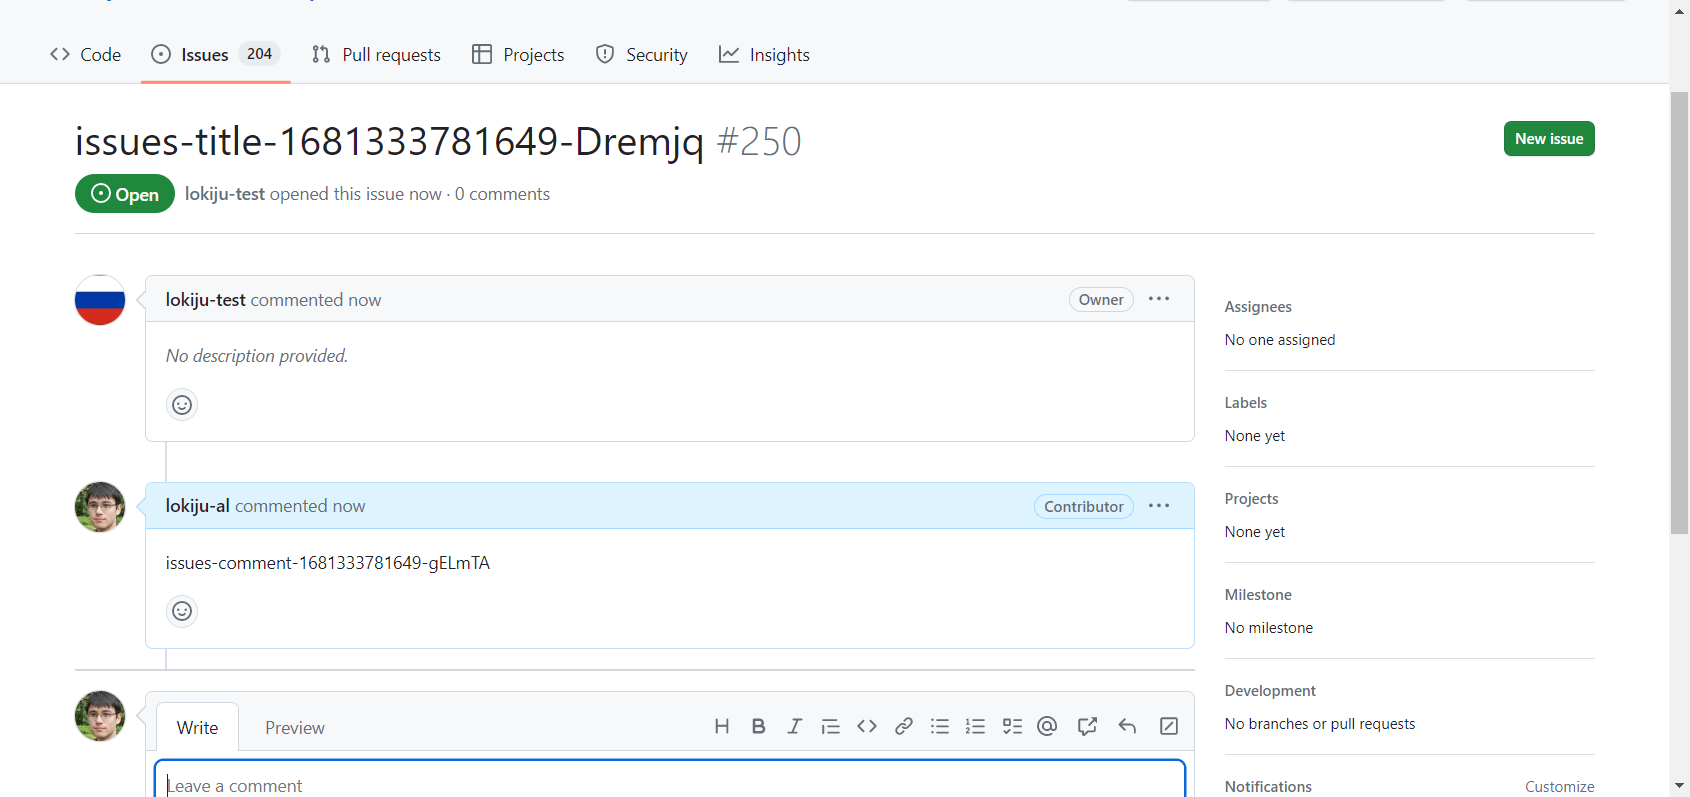 Code Issues 204 Pull requests Projects Security Insights
issues-title-1681333781649-Dremjq #250
New issue
Open lokiju-test opened this issue now · 0 comments
lokiju-test commented now Owner ···
No description provided.
lokiju-al commented now Contributor ···
issues-comment-1681333781649-gELmTA
Write Preview
Leave a comment
Assignees
No one assigned
Labels
None yet
Projects
None yet
Milestone
No milestone
Development
No branches or pull requests
Notifications Customize